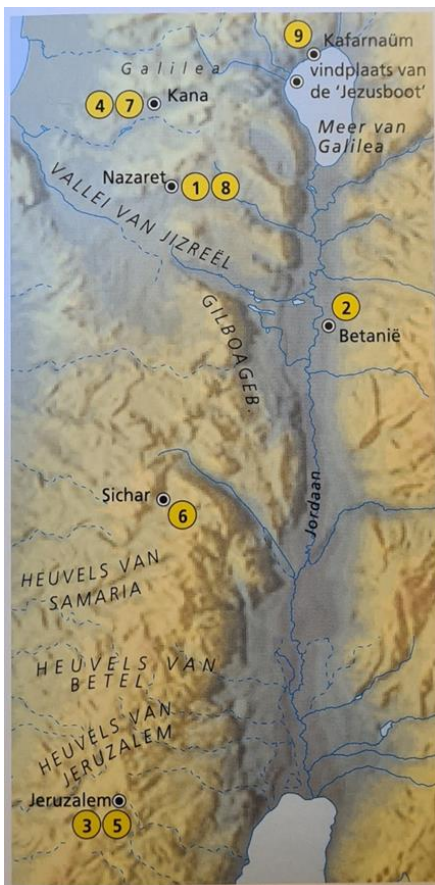 9
Kafarnaüm
Galilea
vindplaats van
de 'Jezusboot'
4 7
Kana
Meer van
Galilea
Nazaret
1 8
VALLEI VAN JIZREËL
2
Betanië
GILBOAGEB.
Sichar
6
Jordaan
HEUVELS VAN
SAMARIA
HEUVELS VAN
BETEL
HEUVELS VAN
JERUZALEM
Jeruzalem
3 5